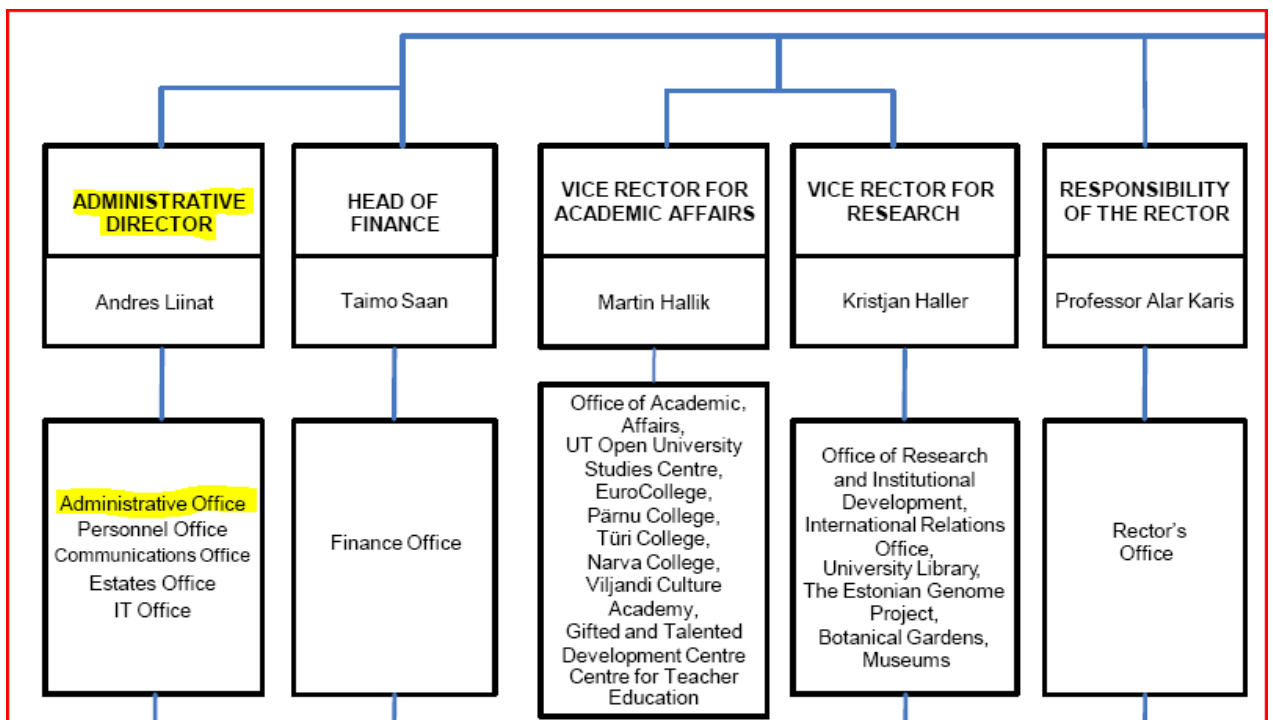 ADMINISTRATIVE
DIRECTOR
Andres Liinat
Administrative Office
Personnel Office
Communications Office
Estates Office
IT Office
HEAD OF
FINANCE
Taimo Saan
Finance Office
VICE RECTOR FOR
ACADEMIC AFFAIRS
Martin Hallik
Office of Academic,
Affairs,
UT Open University
Studies Centre,
EuroCollege,
Pärnu College,
Türi College,
Narva College,
Viljandi Culture
Academy,
Gifted and Talented
Development Centre
Centre for Teacher
Education
VICE RECTOR FOR
RESEARCH
Kristjan Haller
Office of Research
and Institutional
Development,
International Relations
Office,
University Library,
The Estonian Genome
Project,
Botanical Gardens,
Museums
RESPONSIBILITY
OF THE RECTOR
Professor Alar Karis
Rector's
Office